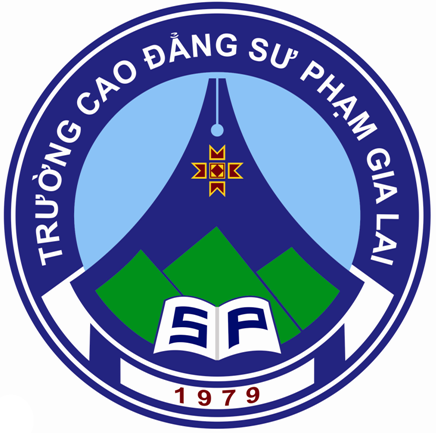 TRƯỜNG CAO ĐẲNG SƯ PHẠM GIA LAI
SP
1979